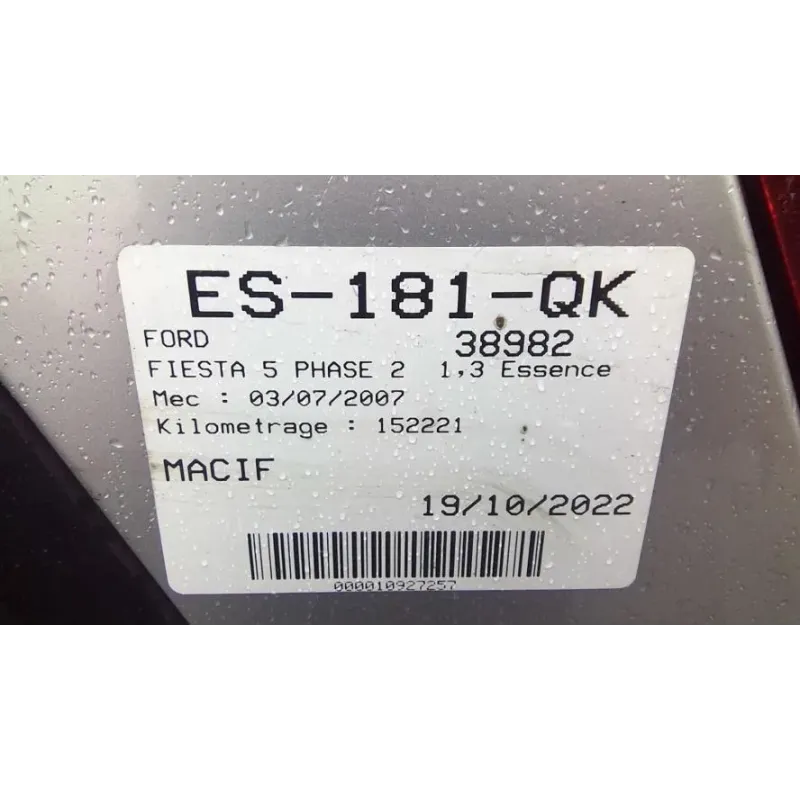 ES-181-QK
FORD 38982
FIESTA 5 PHASE 2 1,3 Essence
Mec : 03/07/2007
Kilometrage : 152221
MACIF
19/10/2022
000010927257